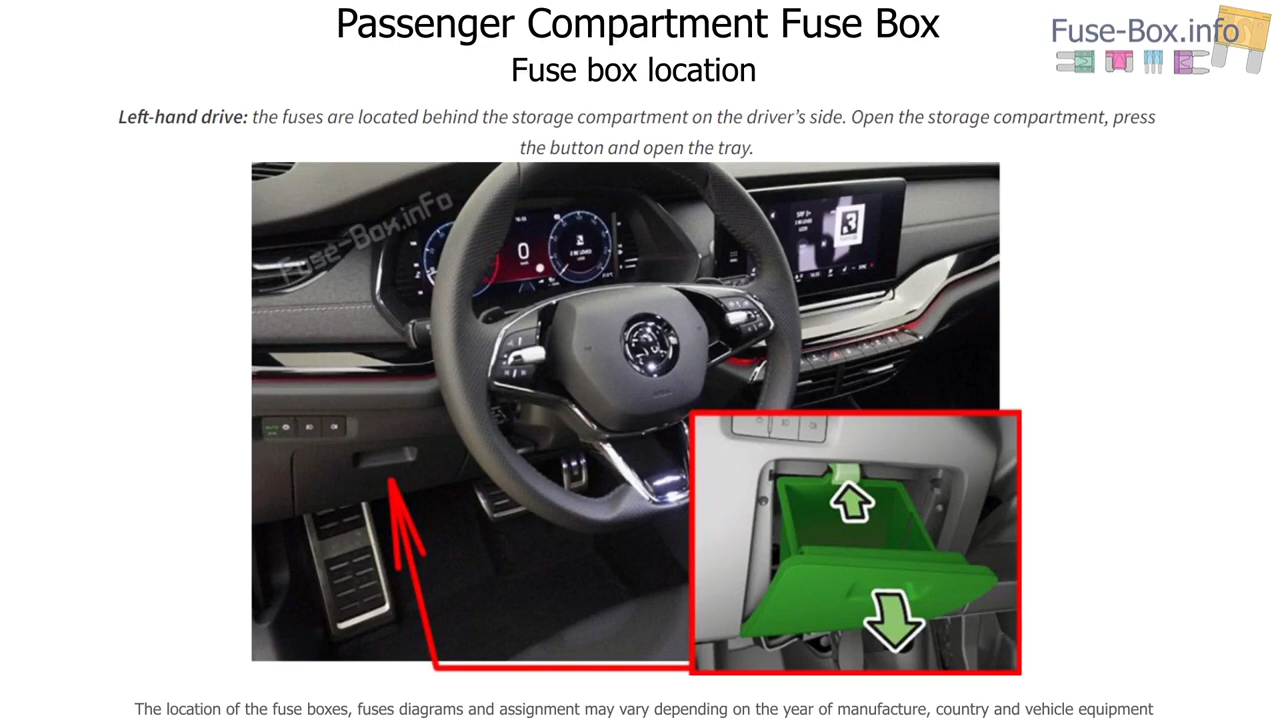 Passenger Compartment Fuse Box
Fuse-Box.info
Fuse box location
Left-hand drive: the fuses are located behind the storage compartment on the driver's side. Open the storage compartment, press
the button and open the tray.
Fuse-Box.inFo
0
The location of the fuse boxes, fuses diagrams and assignment may vary depending on the year of manufacture, country and vehicle equipment